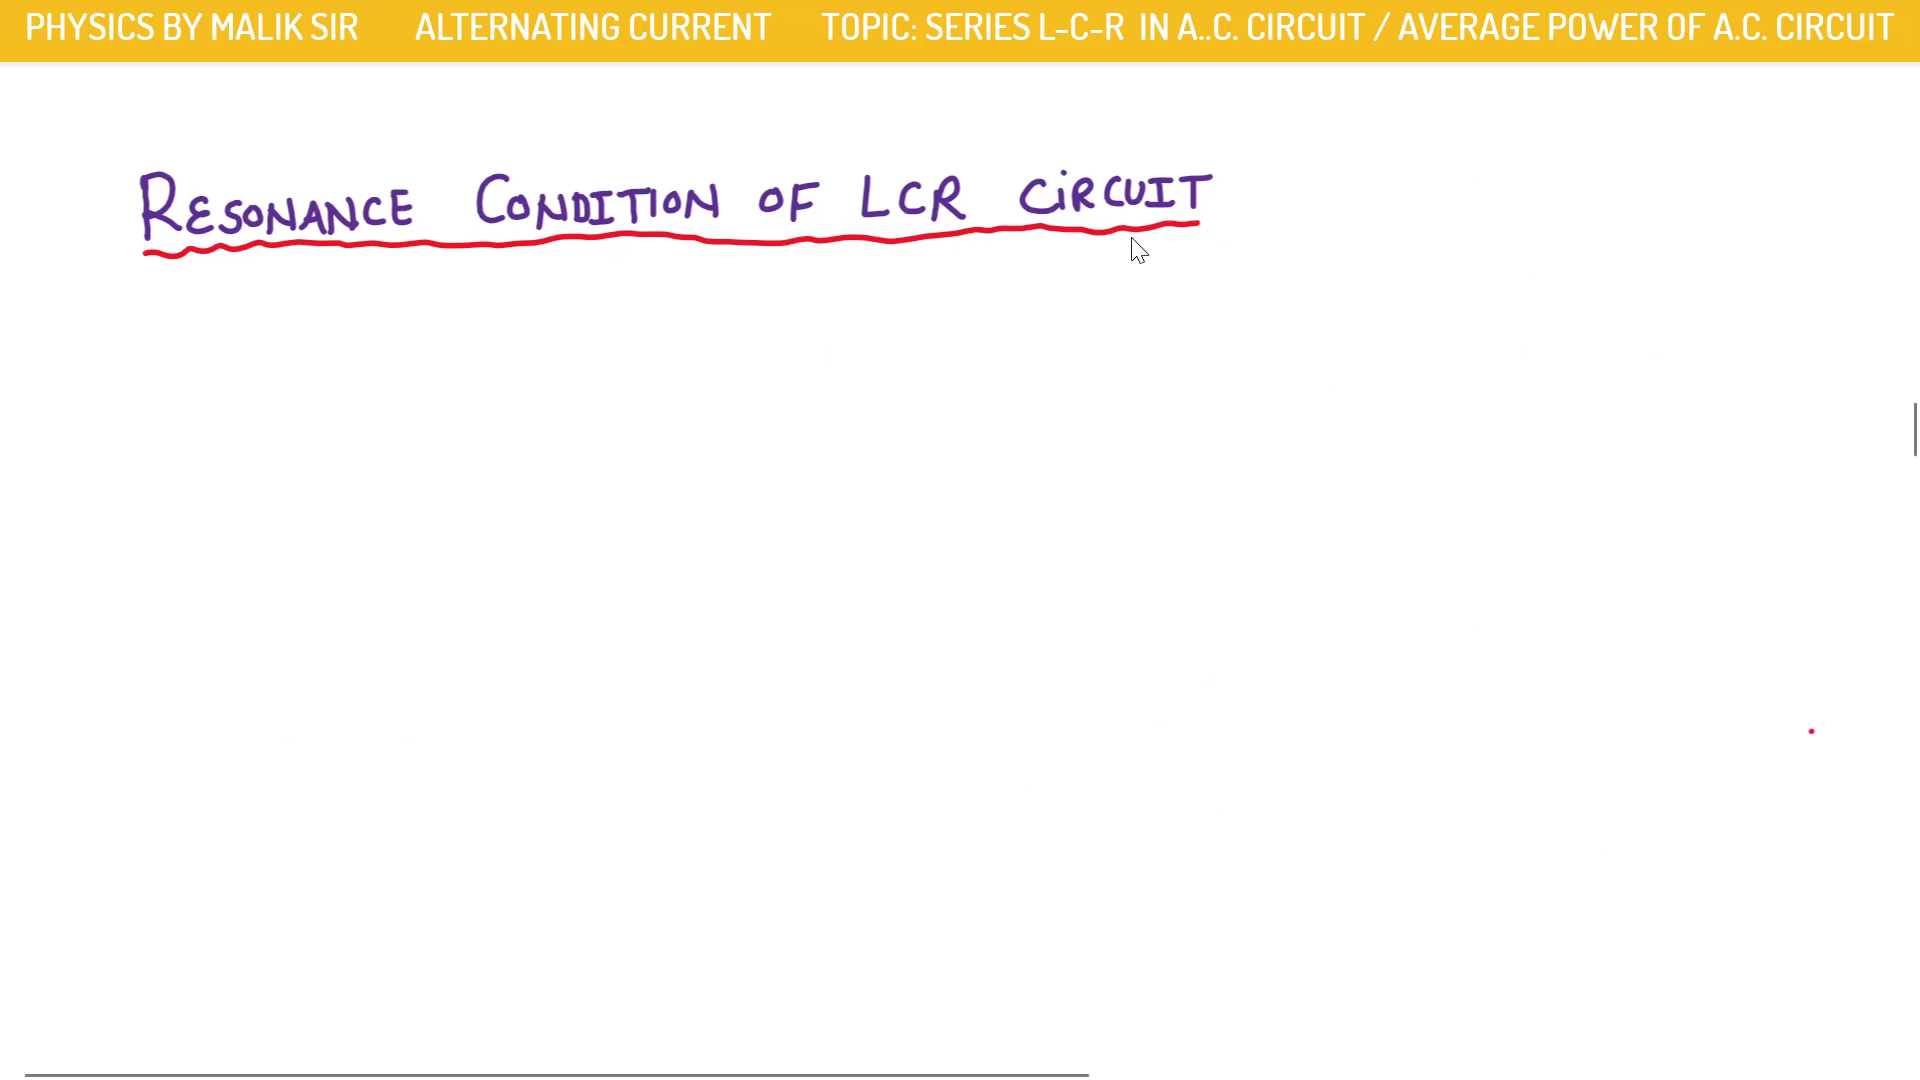 PHYSICS BY MALIK SIR ALTERNATING CURRENT TOPIC: SERIES L-C-R IN A..C. CIRCUIT / AVERAGE POWER OF A.C. CIRCUIT
RESONANCE CONDITION OF LCR CiRCUIT